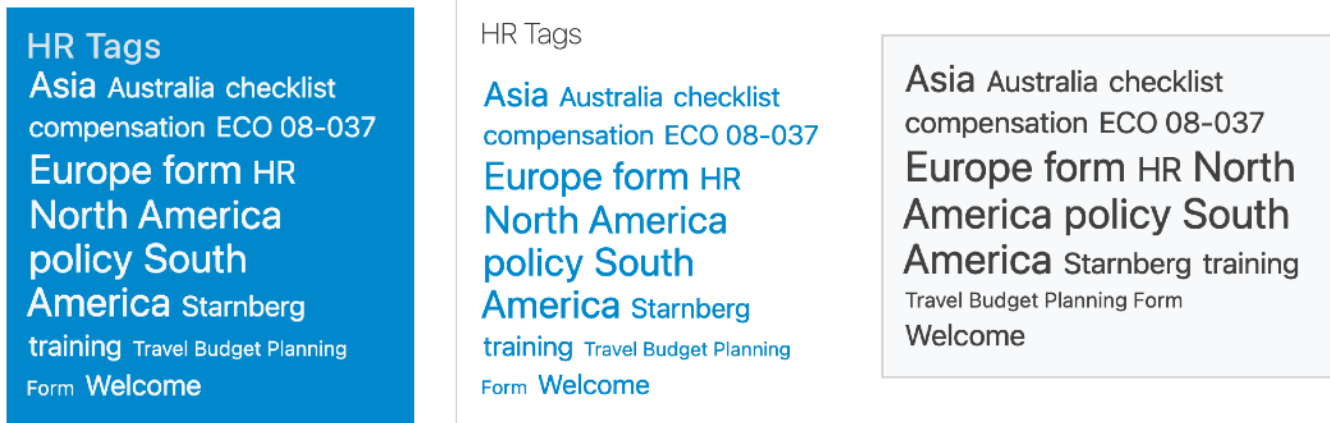 HR Tags
Asia Australia checklist
compensation ECO 08-037
Europe form HR
North America
policy South
America Starnberg
training Travel Budget Planning
Form Welcome
HR Tags
Asia Australia checklist
compensation ECO 08-037
Europe form HR
North America
policy South
America Starnberg
training Travel Budget Planning
Form Welcome
Asia Australia checklist
compensation ECO 08-037
Europe form HR North
America policy South
America Starnberg training
Travel Budget Planning Form
Welcome